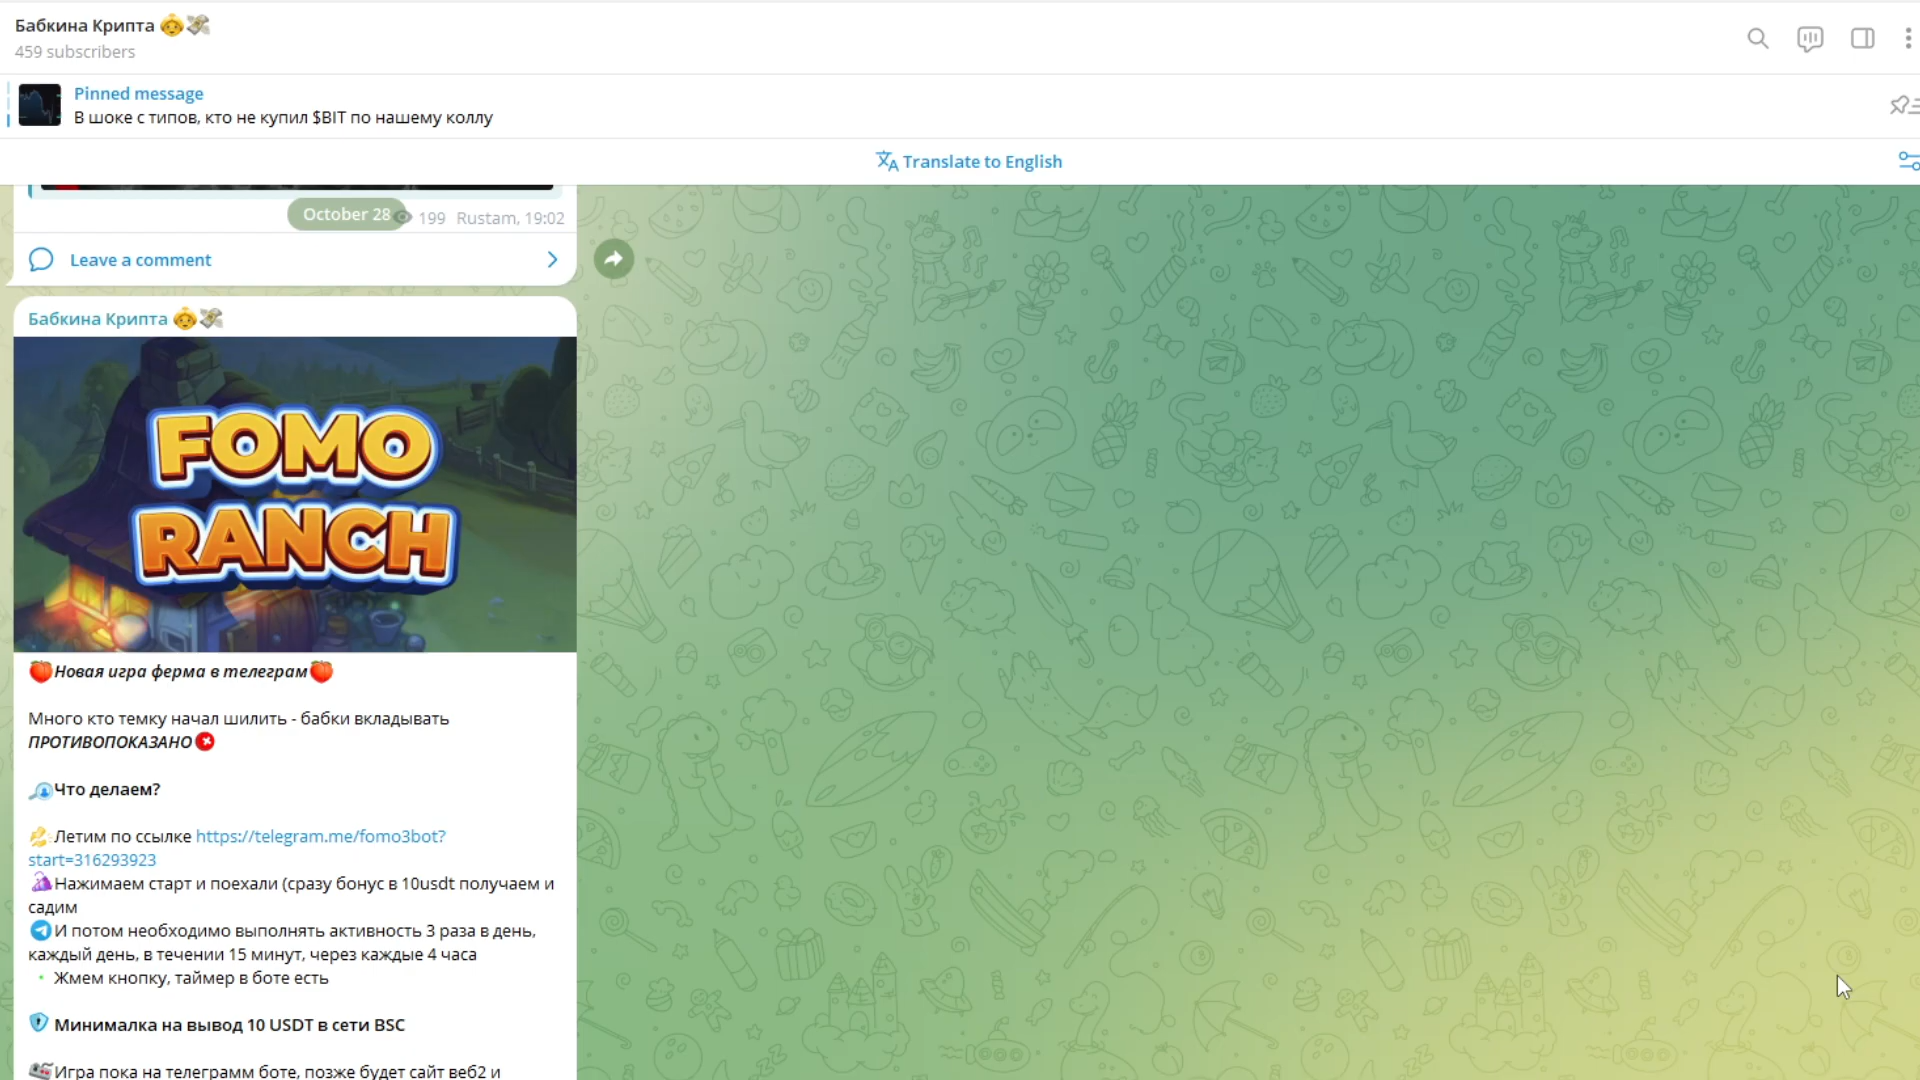 Бабкина Крипта
459 subscribers
Pinned message
В шоке с типов, кто не купил $BIT по нашему коллу
Translate to English
October 28
199 Rustam, 19:02
Leave a comment
Бабкина Крипта
FOMO
RANCH
Новая игра ферма в телеграм
Много кто темку начал шилить - бабки вкладывать
ПРОТИВОПОКАЗАНО
Что делаем?
Летим по ссылке https://telegram.me/fomo3bot?
start=316293923
Нажимаем старт и поехали (сразу бонус в 10usdt получаем и
садим
И потом необходимо выполнять активность 3 раза в день,
каждый день, в течении 15 минут, через каждые 4 часа
Жмем кнопку, таймер в боте есть
Минималка на вывод 10 USDT в сети BSC
Игра пока на телеграмм боте, позже будет сайт веб2 и